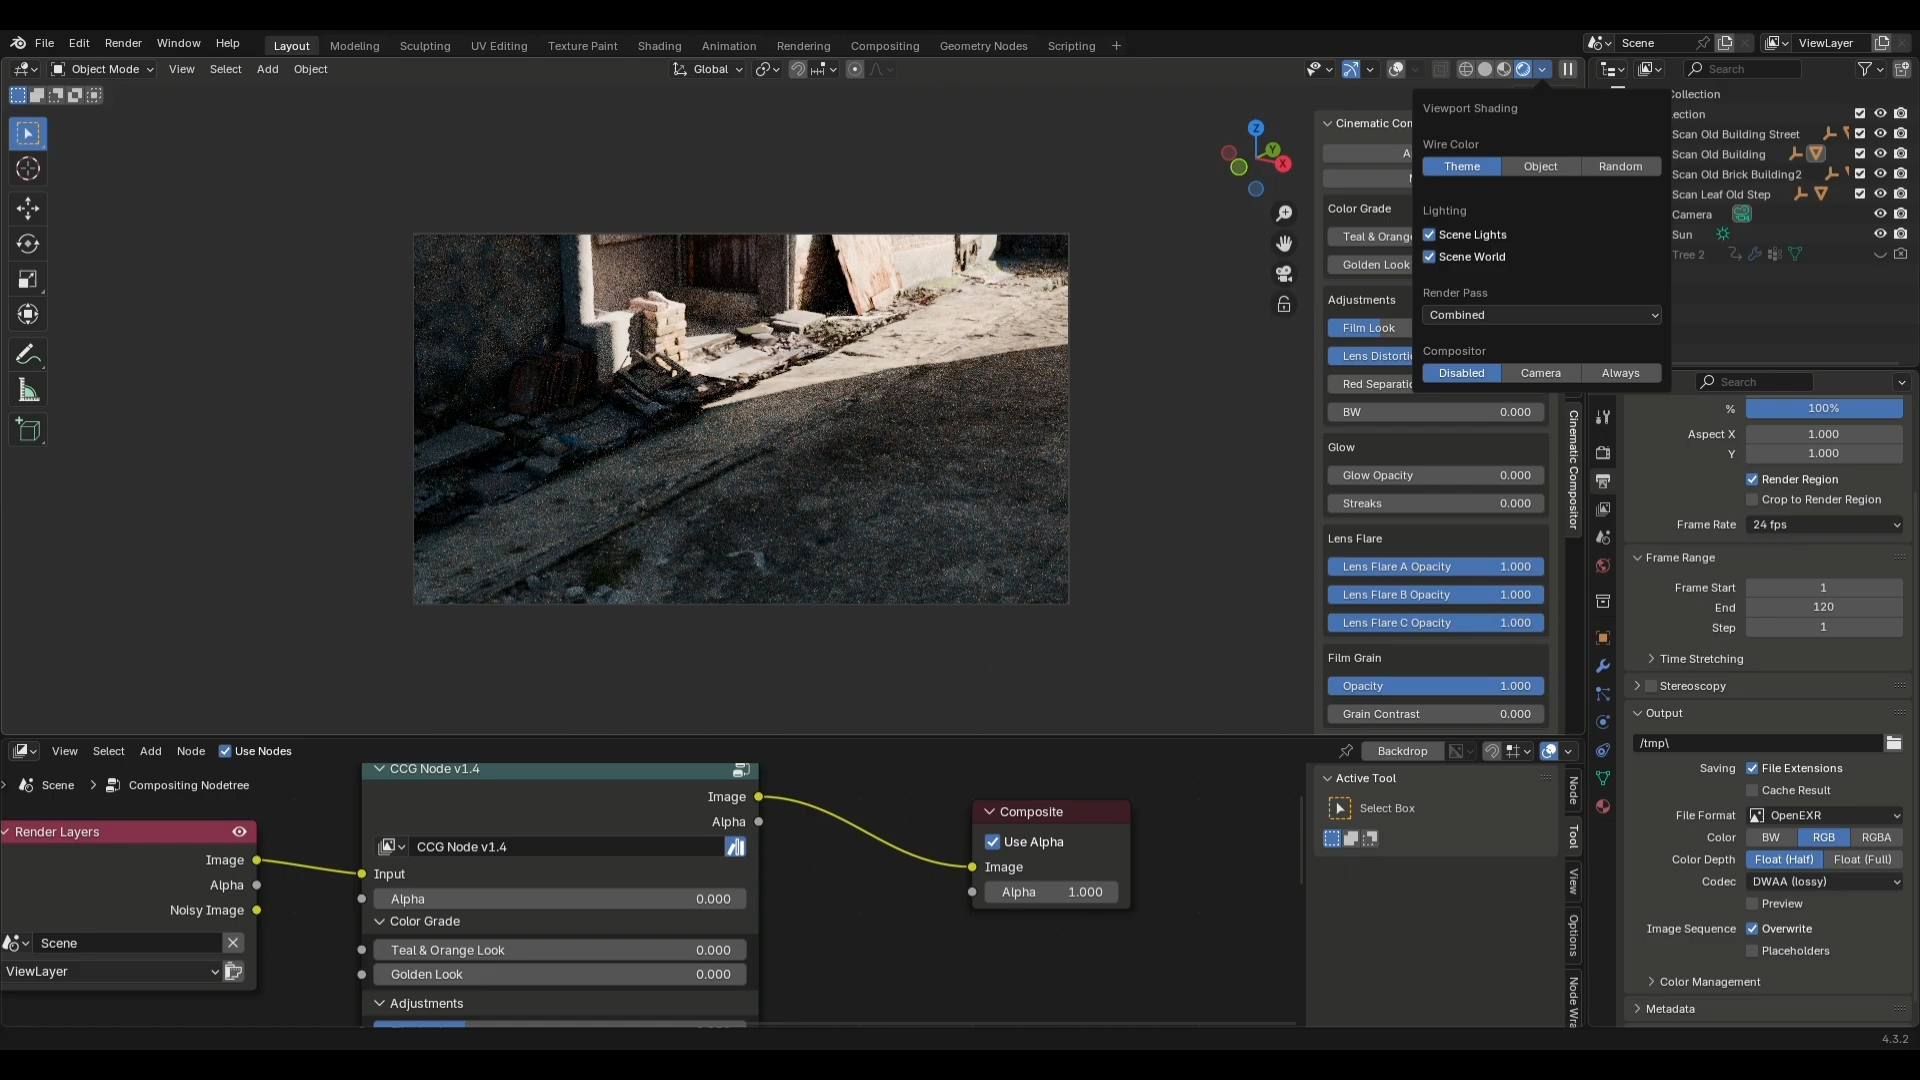 File Edit Render Window Help Layout Modeling Sculpting UV Editing Texture Paint Shading Animation Rendering Compositing Geometry Nodes Scripting + Scene ViewLayer
Object Mode View Select Add Object Global Search
Viewport Shading
Wire Color
Theme Object Random
Lighting
Scene Lights
Scene World
Render Pass
Combined
Compositor
Disabled Camera Always
Z
Y
X
Cinematic Con
Color Grade
Teal & Orang
Golden Look
Adjustments
Film Look
Lens Distorti
Red Separatio
BW 0.000
Glow
Glow Opacity 0.000
Streaks 0.000
Lens Flare
Lens Flare A Opacity 1.000
Lens Flare B Opacity 1.000
Lens Flare C Opacity 1.000
Film Grain
Opacity 1.000
Grain Contrast 0.000
Cinematic Compositor
Collection
lection
Scan Old Building Street
Scan Old Building
Scan Old Brick Building2
Scan Leaf Old Step
Camera
Sun
Tree 2
Search
% 100%
Aspect X 1.000
Y 1.000
Render Region
Crop to Render Region
Frame Rate 24 fps
Frame Range
Frame Start 1
End 120
Step 1
Time Stretching
Stereoscopy
Output
/tmp\
Saving File Extensions
Cache Result
File Format OpenEXR
Color BW RGB RGBA
Color Depth Float (Half) Float (Full)
Codec DWAA (lossy)
Preview
Image Sequence Overwrite
Placeholders
Color Management
Metadata
View Select Add Node Use Nodes Backdrop
Scene Compositing Nodetree
Render Layers
Image
Alpha
Noisy Image
Scene
ViewLayer
CCG Node v1.4
Image
Alpha
CCG Node v1.4
Input
Alpha 0.000
Color Grade
Teal & Orange Look 0.000
Golden Look 0.000
Adjustments
Composite
Use Alpha
Image
Alpha 1.000
Active Tool
Select Box
Node
Tool
View
Options
Node Wra
4.3.2